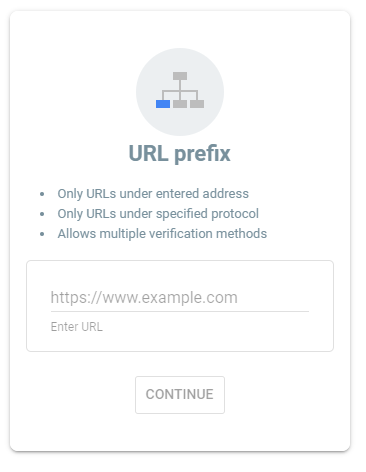 URL prefix
• Only URLs under entered address
• Only URLs under specified protocol
• Allows multiple verification methods
https://www.example.com
Enter URL
CONTINUE